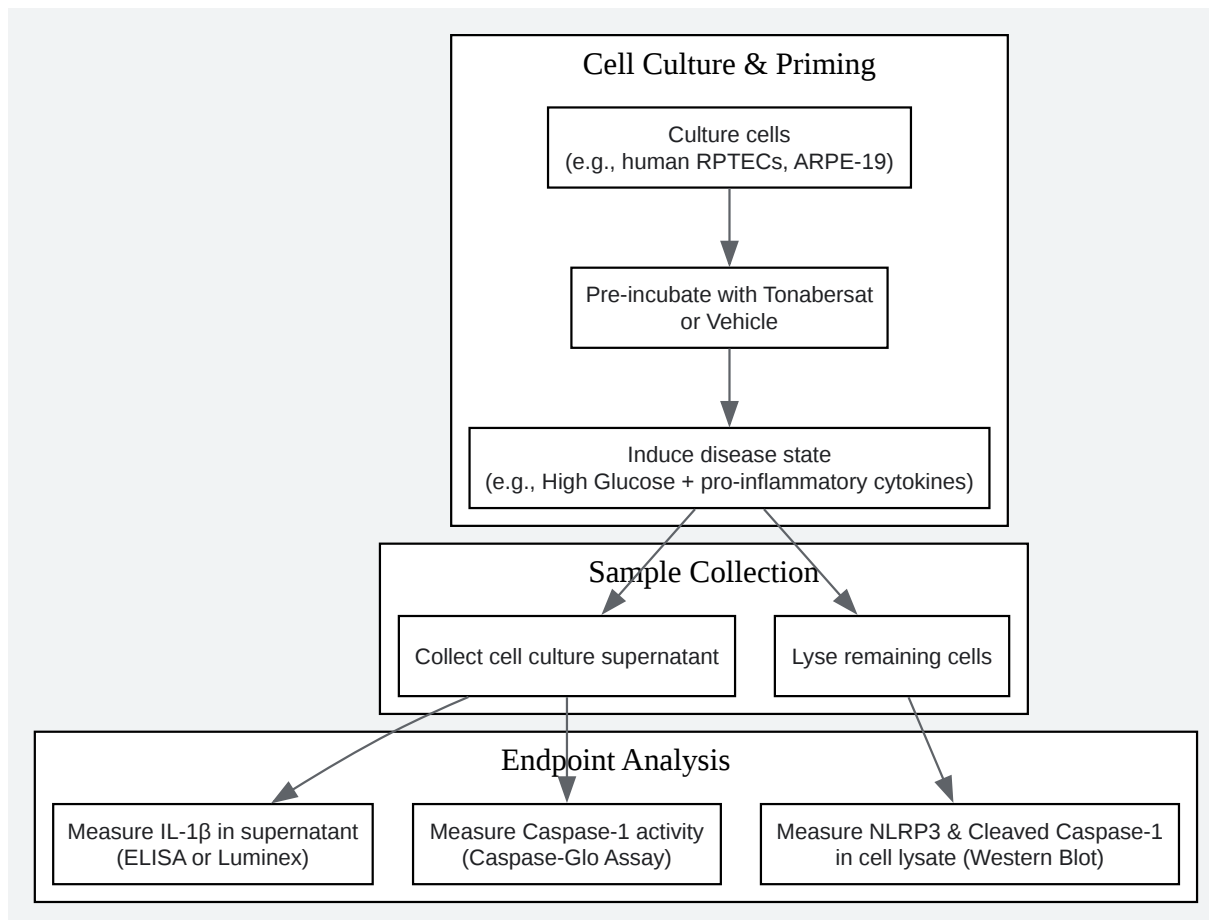 Cell Culture & Priming
Culture cells
(e.g., human RPTECs, ARPE-19)
Pre-incubate with Tonabersat
or Vehicle
Induce disease state
(e.g., High Glucose + pro-inflammatory cytokines)
Sample Collection
Collect cell culture supernatant
Lyse remaining cells
Endpoint Analysis
Measure IL-1β in supernatant
(ELISA or Luminex)
Measure Caspase-1 activity
(Caspase-Glo Assay)
Measure NLRP3 & Cleaved Caspase-1
in cell lysate (Western Blot)